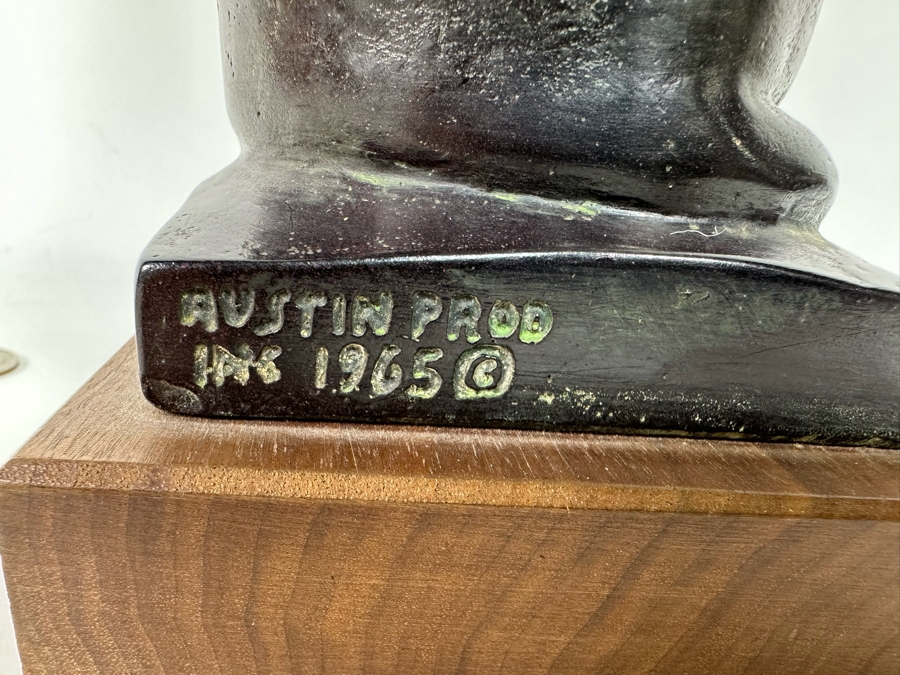 AUSTIN PROD
INC 1965 ©